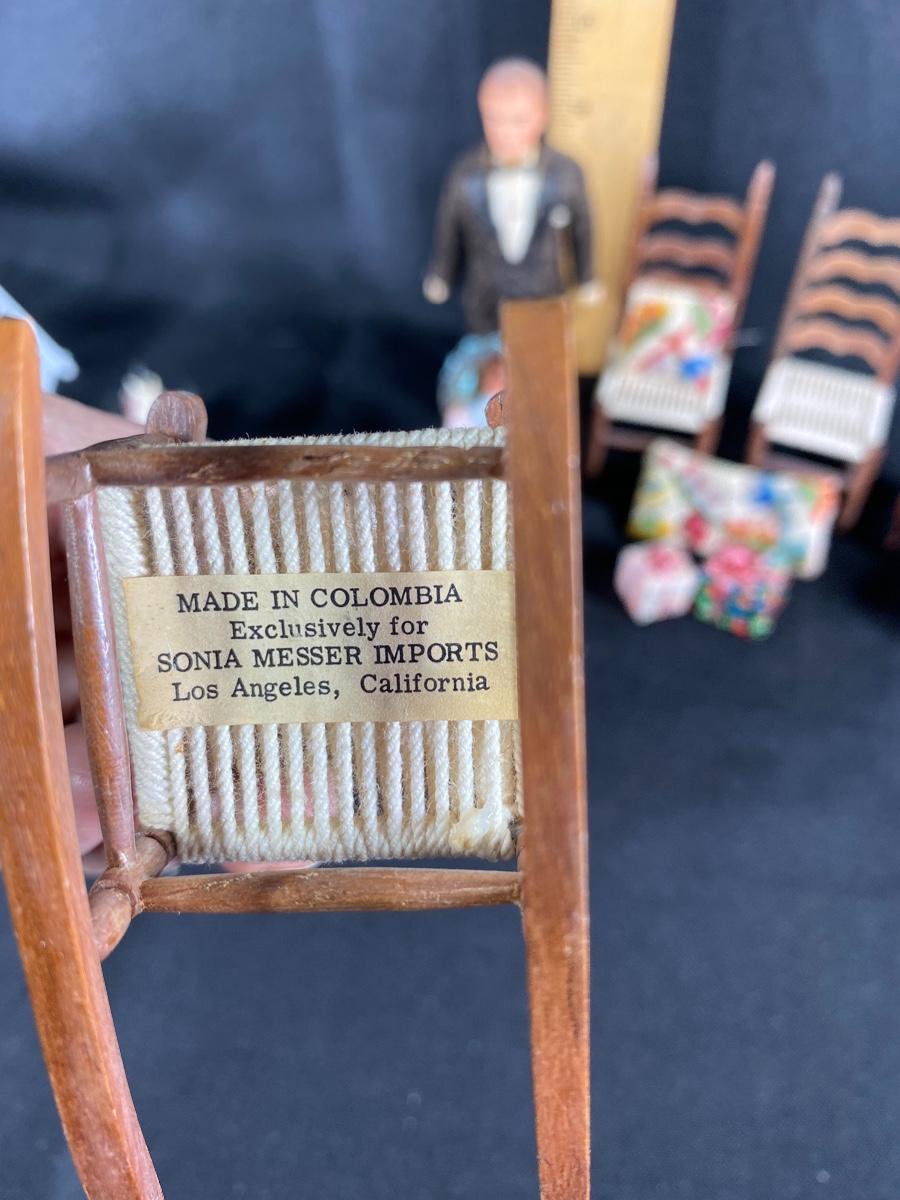 MADE IN COLOMBIA
Exclusively for
SONIA MESSER IMPORTS
Los Angeles, California